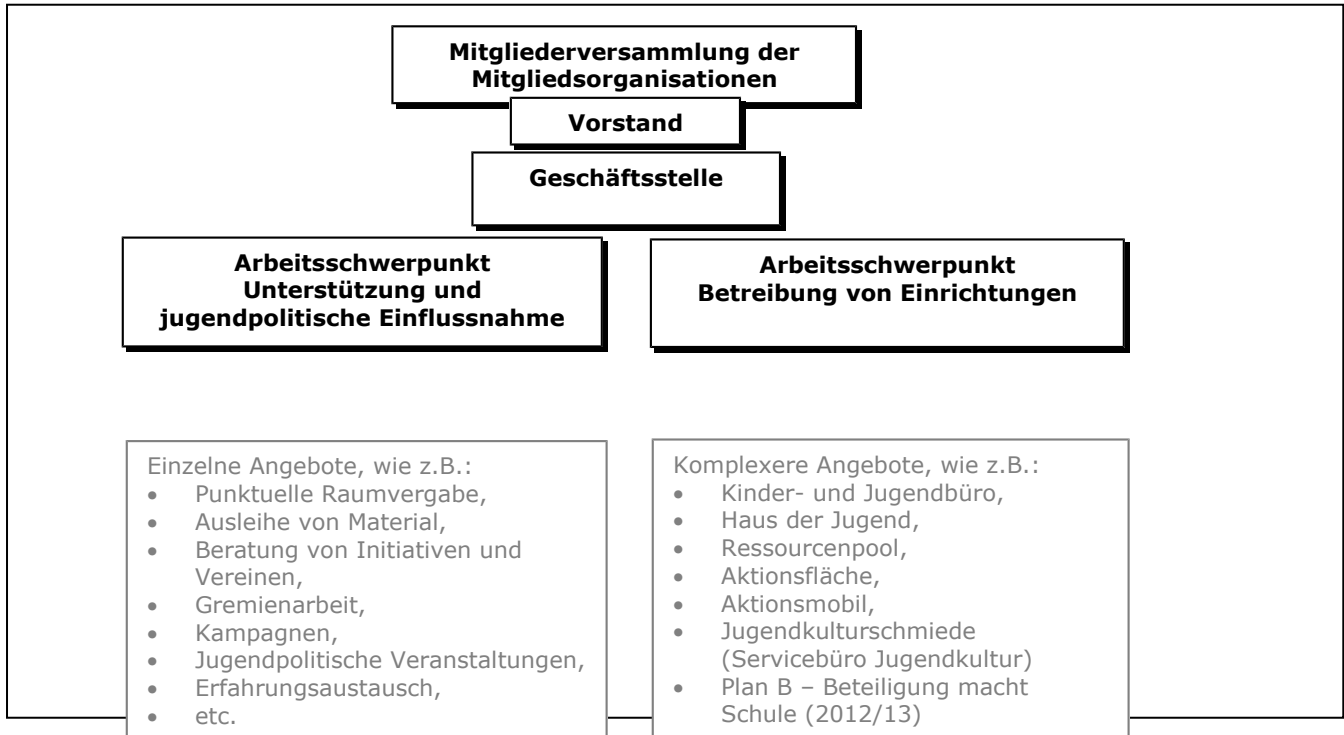 Mitgliederversammlung der
Mitgliedsorganisationen
Vorstand
Geschäftsstelle
Arbeitsschwerpunkt
Unterstützung und
jugendpolitische Einflussnahme
Arbeitsschwerpunkt
Betreibung von Einrichtungen
Einzelne Angebote, wie z.B.:
• Punktuelle Raumvergabe,
• Ausleihe von Material,
• Beratung von Initiativen und
Vereinen,
• Gremienarbeit,
• Kampagnen,
• Jugendpolitische Veranstaltungen,
• Erfahrungsaustausch,
• etc.
Komplexere Angebote, wie z.B.:
• Kinder- und Jugendbüro,
• Haus der Jugend,
• Ressourcenpool,
• Aktionsfläche,
• Aktionsmobil,
• Jugendkulturschmiede
(Servicebüro Jugendkultur)
• Plan B – Beteiligung macht
Schule (2012/13)